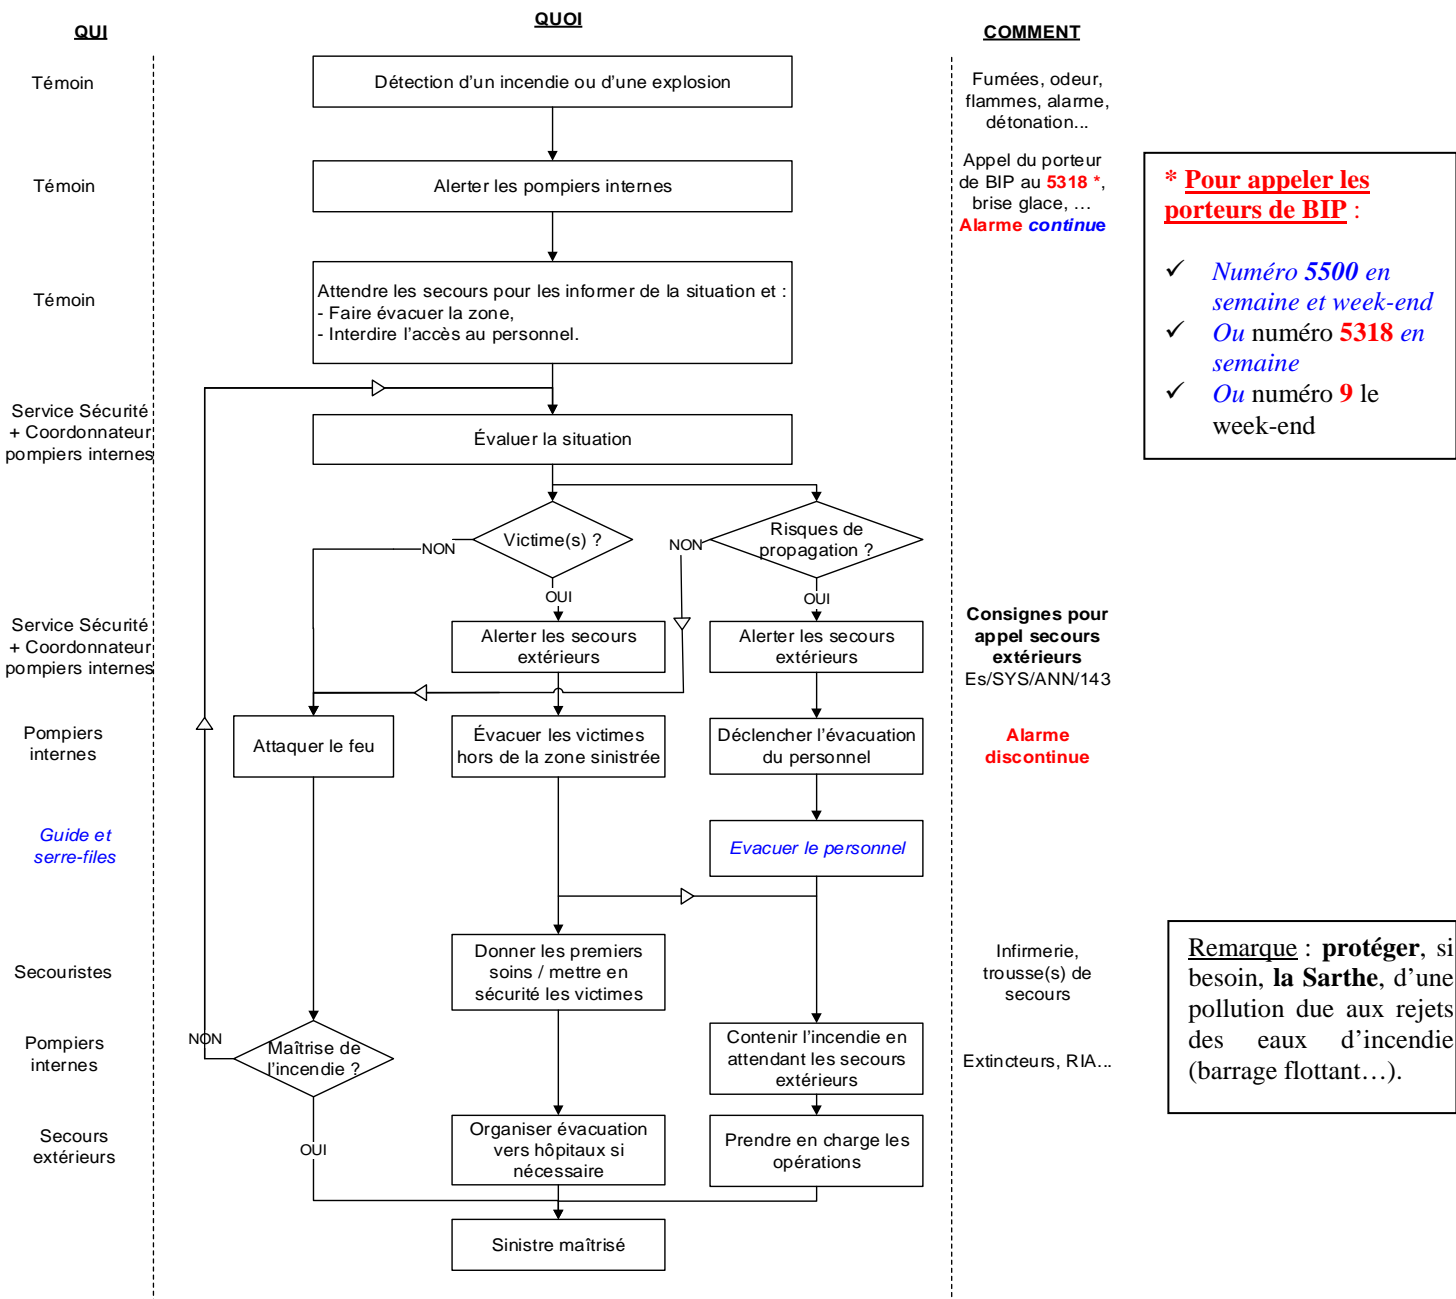 QUI
QUOI
COMMENT
Témoin
Détection d'un incendie ou d'une explosion
Fumées, odeur,
flammes, alarme,
détonation...
Témoin
Alerter les pompiers internes
Appel du porteur
de BIP au 5318 *,
brise glace, …
Alarme continue
* Pour appeler les
porteurs de BIP :
✓ Numéro 5500 en
semaine et week-end
✓ Ou numéro 5318 en
semaine
✓ Ou numéro 9 le
week-end
Témoin
Attendre les secours pour les informer de la situation et :
- Faire évacuer la zone,
- Interdire l'accès au personnel.
Service Sécurité
+ Coordonnateur
pompiers internes
Évaluer la situation
Victime(s) ?
NON
OUI
Risques de
propagation ?
NON
OUI
Service Sécurité
+ Coordonnateur
pompiers internes
Alerter les secours
extérieurs
Alerter les secours
extérieurs
Consignes pour
appel secours
extérieurs
Es/SYS/ANN/143
Pompiers
internes
Attaquer le feu
Évacuer les victimes
hors de la zone sinistrée
Déclencher l'évacuation
du personnel
Alarme
discontinue
Guide et
serre-files
Evacuer le personnel
Secouristes
Donner les premiers
soins / mettre en
sécurité les victimes
Infirmerie,
trousse(s) de
secours
Remarque : protéger, si
besoin, la Sarthe, d'une
pollution due aux rejets
des eaux d'incendie
(barrage flottant…).
Pompiers
internes
NON
Maîtrise de
l'incendie ?
OUI
Contenir l'incendie en
attendant les secours
extérieurs
Extincteurs, RIA...
Secours
extérieurs
Organiser évacuation
vers hôpitaux si
nécessaire
Prendre en charge les
opérations
Sinistre maîtrisé